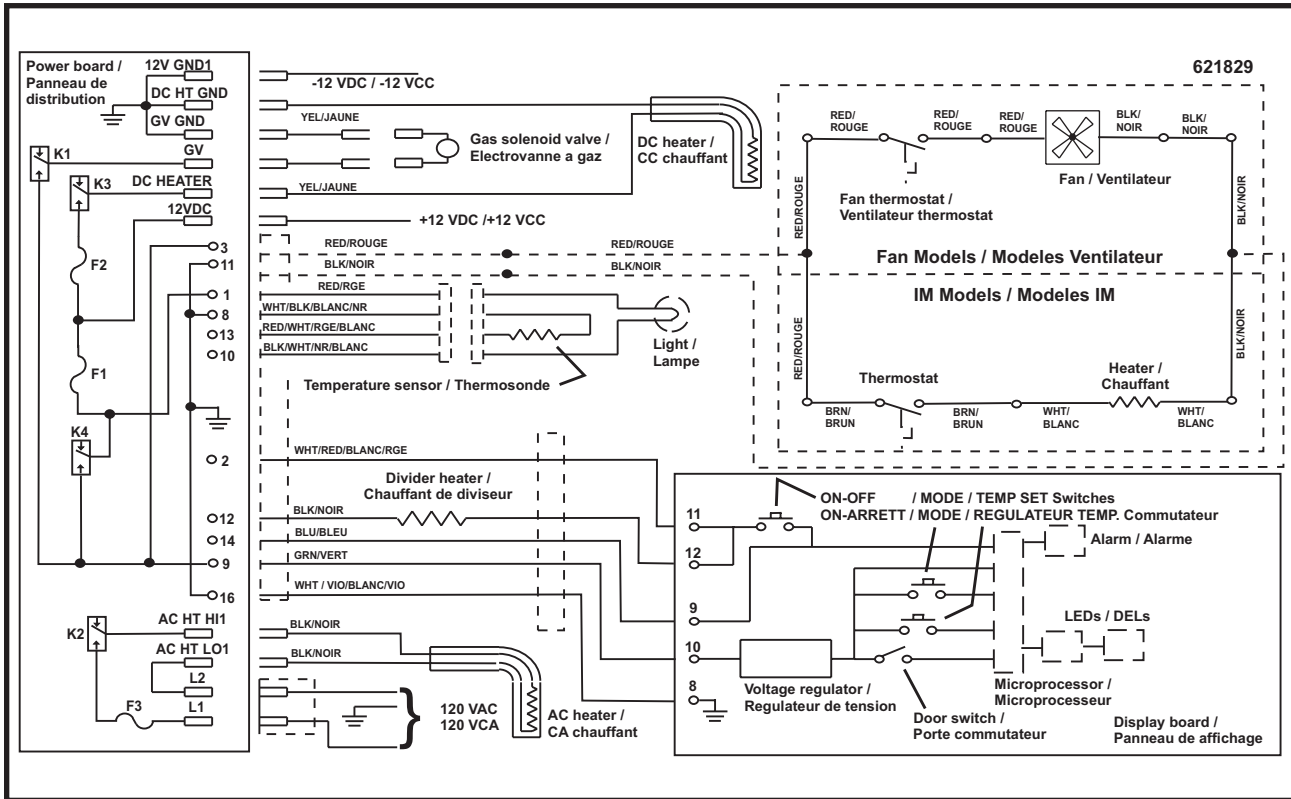 621829
Power board /
Panneau de
distribution
12V GND1
DC HT GND
GV GND
GV
K1
K3
DC HEATER
12VDC
F2
F1
K4
3
11
1
8
13
10
2
12
14
9
16
AC HT HI1
K2
AC HT LO1
L2
F3
L1
-12 VDC / -12 VCC
YEL/JAUNE
Gas solenoid valve /
Electrovanne a gaz
YEL/JAUNE
+12 VDC /+12 VCC
DC heater /
CC chauffant
RED/ROUGE
RED/ROUGE
BLK/NOIR
BLK/NOIR
RED/RGE
WHT/BLK/BLANC/NR
RED/WHT/RGE/BLANC
BLK/WHT/NR/BLANC
Light /
Lampe
Temperature sensor / Thermosonde
WHT/RED/BLANC/RGE
Divider heater /
Chauffant de diviseur
BLK/NOIR
BLU/BLEU
GRN/VERT
WHT / VIO/BLANC/VIO
BLK/NOIR
BLK/NOIR
120 VAC
120 VCA
AC heater /
CA chauffant
RED/
ROUGE
RED/
ROUGE
RED/
ROUGE
BLK/
NOIR
BLK/
NOIR
Fan thermostat /
Ventilateur thermostat
Fan / Ventilateur
RED/ROUGE
BLK/NOIR
Fan Models / Modeles Ventilateur
IM Models / Modeles IM
RED/ROUGE
BLK/NOIR
Thermostat
Heater /
Chauffant
BRN/
BRUN
BRN/
BRUN
WHT/
BLANC
WHT/
BLANC
ON-OFF / MODE / TEMP SET Switches
ON-ARRETT / MODE / REGULATEUR TEMP. Commutateur
11
12
9
10
8
Alarm / Alarme
LEDs / DELs
Voltage regulator /
Regulateur de tension
Door switch /
Porte commutateur
Microprocessor /
Microprocesseur
Display board /
Panneau de affichage